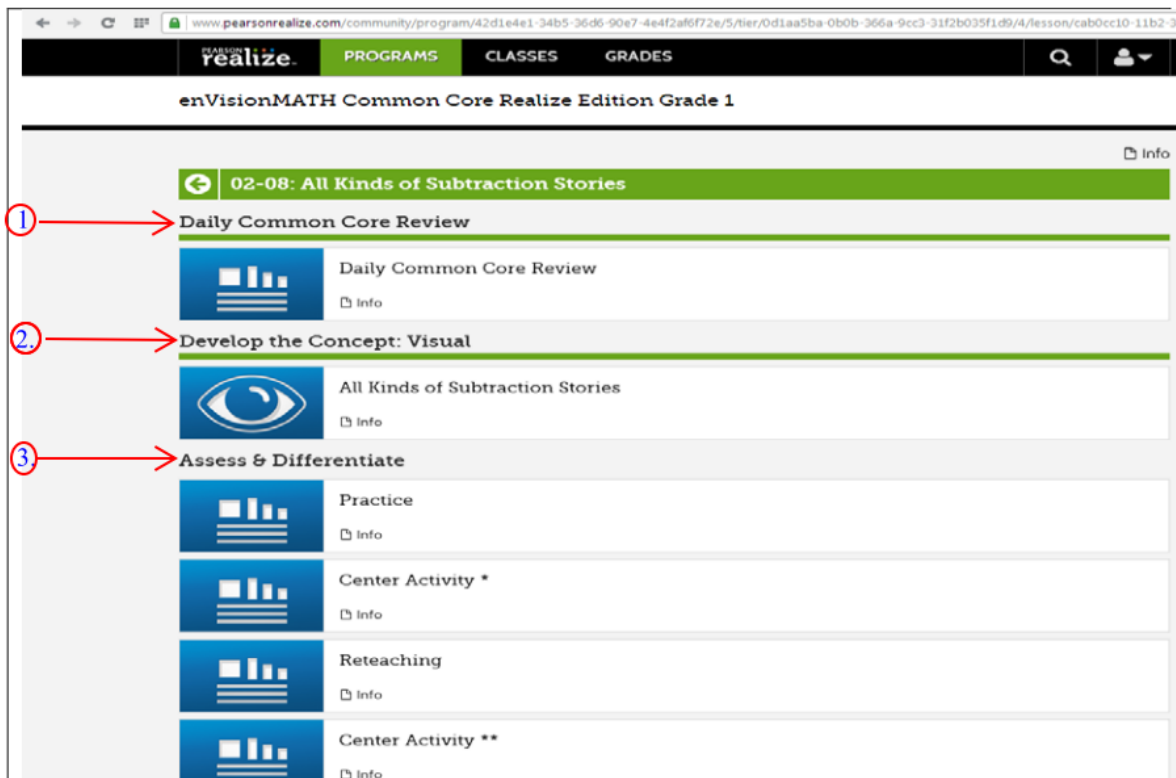 www.pearsonrealize.com/community/program/42d1e4e1-34b5-36d6-90e7-4e4f2af6f72e/5/tier/0d1aa5ba-0b0b-366a-9cc3-31f2b035f1d9/4/lesson/cab0cc10-11b2-3
PEARSON
realize PROGRAMS CLASSES GRADES
enVisionMATH Common Core Realize Edition Grade 1
Info
02-08: All Kinds of Subtraction Stories
1 Daily Common Core Review
Daily Common Core Review
Info
2. Develop the Concept: Visual
All Kinds of Subtraction Stories
Info
3. Assess & Differentiate
Practice
Info
Center Activity *
Info
Reteaching
Info
Center Activity **
Info